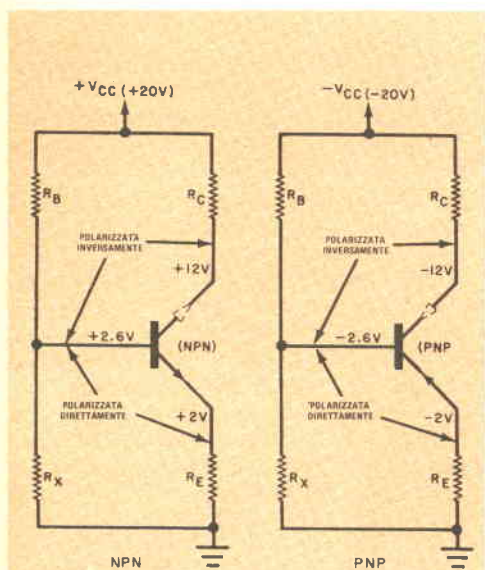 +VCC (+20V)
RB
RC
POLARIZZATA
INVERSAMENTE
+12V
+2.6V
(NPN)
POLARIZZATA
DIRETTAMENTE
+2V
RX
RE
NPN
-VCC (-20V)
RB
RC
POLARIZZATA
INVERSAMENTE
-12V
-2.6V
(PNP
POLARIZZATA
DIRETTAMENTE
-2V
RX
RE
PNP